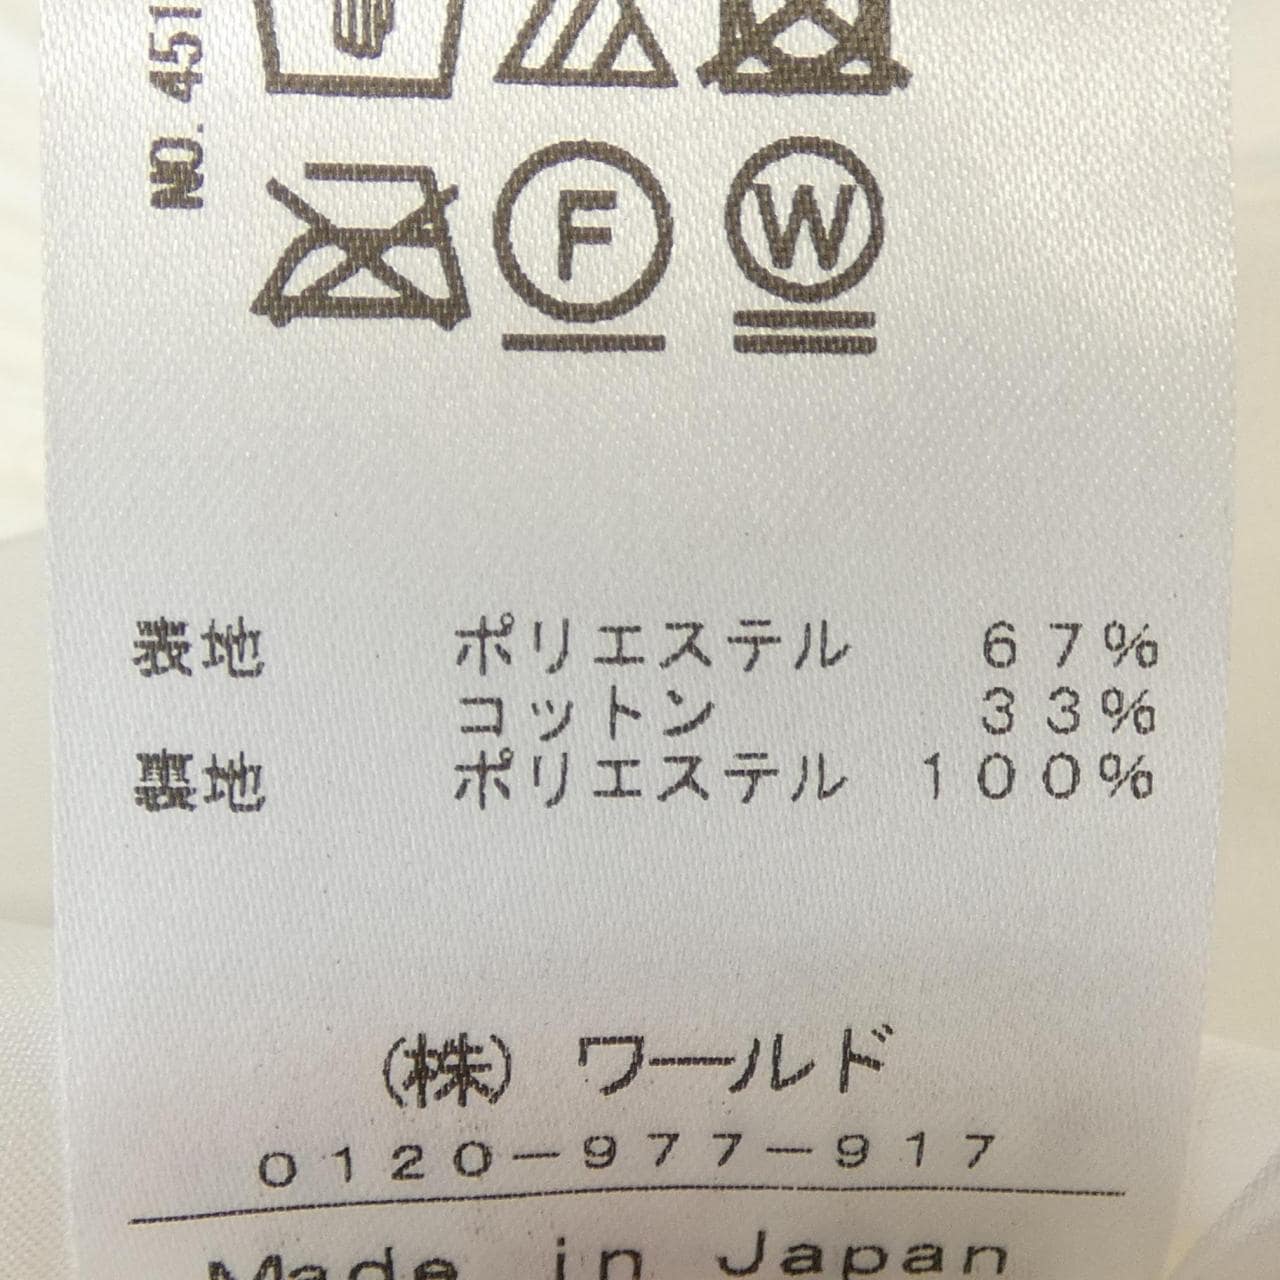 NO. 451
F W
表地 ポリエステル 67%
コットン 33%
裏地 ポリエステル 100%
(株) ワールド
0120-977-917
Made in Japan